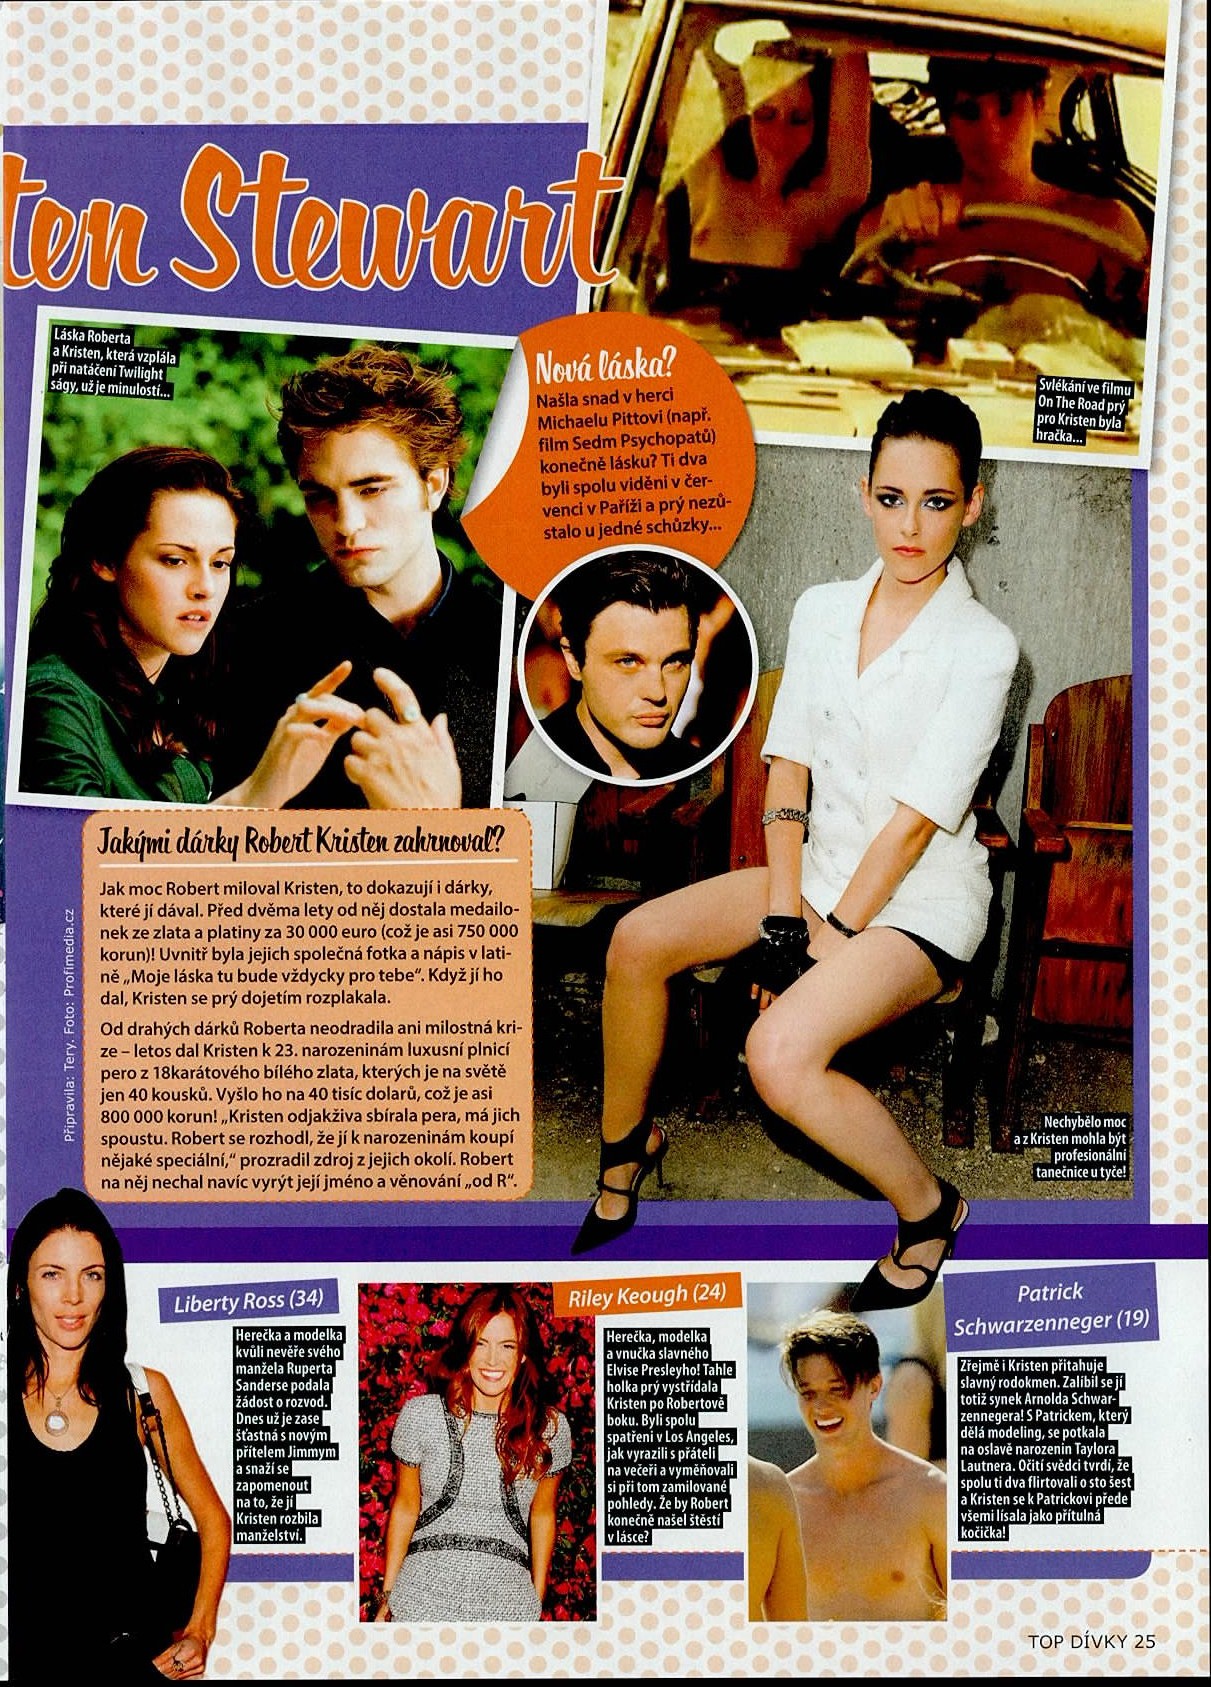 ten Stewart
Láska Roberta
a Kristen, která vzplála
při natáčení Twilight
ságy, už je minulostí...
Nová láska?
Našla snad v herci
Michaelu Pittovi (např.
film Sedm Psychopatů)
konečně lásku? Ti dva
byli spolu viděni v čer-
venci v Paříži a prý nezů-
stalo u jedné schůzky...
Svlékání ve filmu
On The Road prý
pro Kristen byla
hračka...
Jakými dárky Robert Kristen zahrnoval?
Jak moc Robert miloval Kristen, to dokazují i dárky,
které jí dával. Před dvěma lety od něj dostala medailo-
nek ze zlata a platiny za 30 000 euro (což je asi 750 000
korun)! Uvnitř byla jejich společná fotka a nápis v lati-
ně „Moje láska tu bude vždycky pro tebe“. Když jí ho
dal, Kristen se prý dojetím rozplakala.
Od drahých dárků Roberta neodradila ani milostná kri-
ze – letos dal Kristen k 23. narozeninám luxusní plnicí
pero z 18karátového bílého zlata, kterých je na světě
jen 40 kousků. Vyšlo ho na 40 tisíc dolarů, což je asi
800 000 korun! „Kristen odjakživa sbírala pera, má jich
spoustu. Robert se rozhodl, že jí k narozeninám koupí
nějaké speciální,“ prozradil zdroj z jejich okolí. Robert
na něj nechal navíc vyrýt její jméno a věnování „od R“.
Připravila: Tery. Foto: Profimedia.cz
Nechybělo moc
a z Kristen mohla být
profesionální
tanečnice u tyče!
Liberty Ross (34)
Herečka a modelka
kvůli nevěře svého
manžela Ruperta
Sanderse podala
žádost o rozvod.
Dnes už je zase
šťastná s novým
přítelem Jimmym
a snaží se
zapomenout
na to, že jí
Kristen rozbila
manželství.
Riley Keough (24)
Herečka, modelka
a vnučka slavného
Elvise Presleyho! Tahle
holka prý vystřídala
Kristen po Robertově
boku. Byli spolu
spatřeni v Los Angeles,
jak vyrazili s přáteli
na večeři a vyměňovali
si při tom zamilované
pohledy. Že by Robert
konečně našel štěstí
v lásce?
Patrick
Schwarzenneger (19)
Zřejmě i Kristen přitahuje
slavný rodokmen. Zalíbil se jí
totiž synek Arnolda Schwar-
zennegera! S Patrickem, který
dělá modeling, se potkala
na oslavě narozenin Taylora
Lautnera. Očití svědci tvrdí, že
spolu ti dva flirtovali o sto šest
a Kristen se k Patrickovi přede
všemi lísala jako přítulná
kočička!
TOP DÍVKY 25